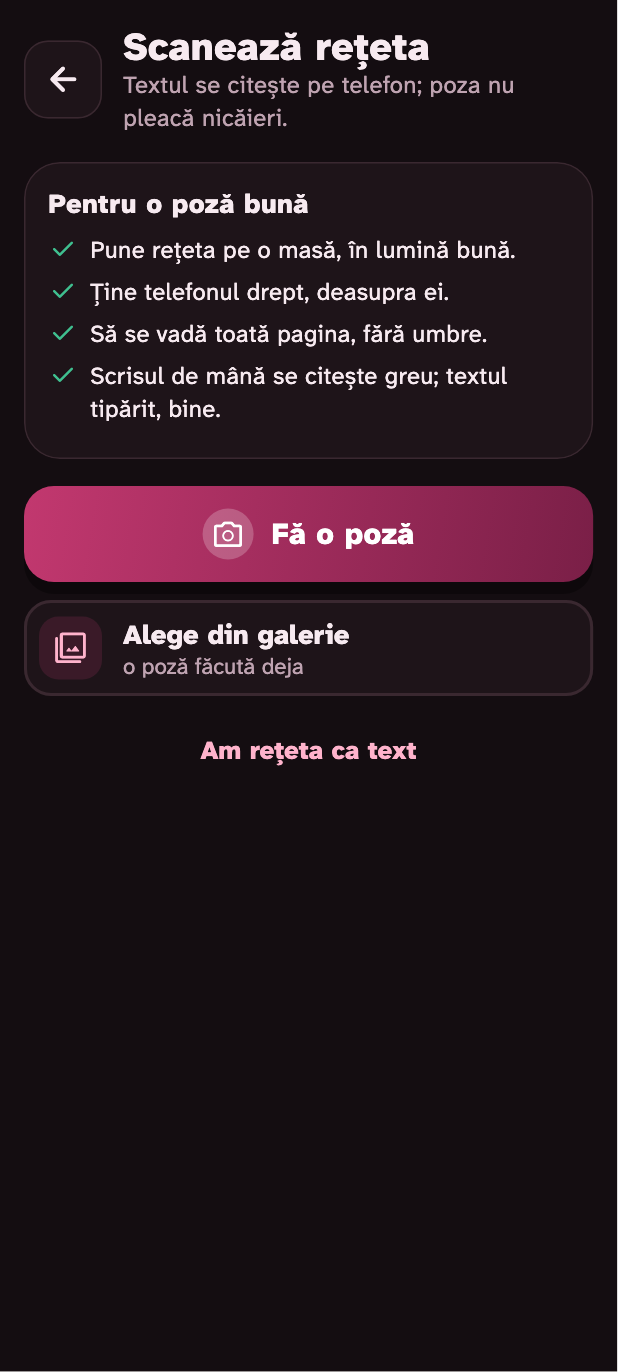 Scanează rețeta
Textul se citește pe telefon; poza nu
pleacă nicăieri.
Pentru o poză bună
Pune rețeta pe o masă, în lumină bună.
Ține telefonul drept, deasupra ei.
Să se vadă toată pagina, fără umbre.
Scrisul de mână se citește greu; textul
tipărit, bine.
Fă o poză
Alege din galerie
o poză făcută deja
Am rețeta ca text